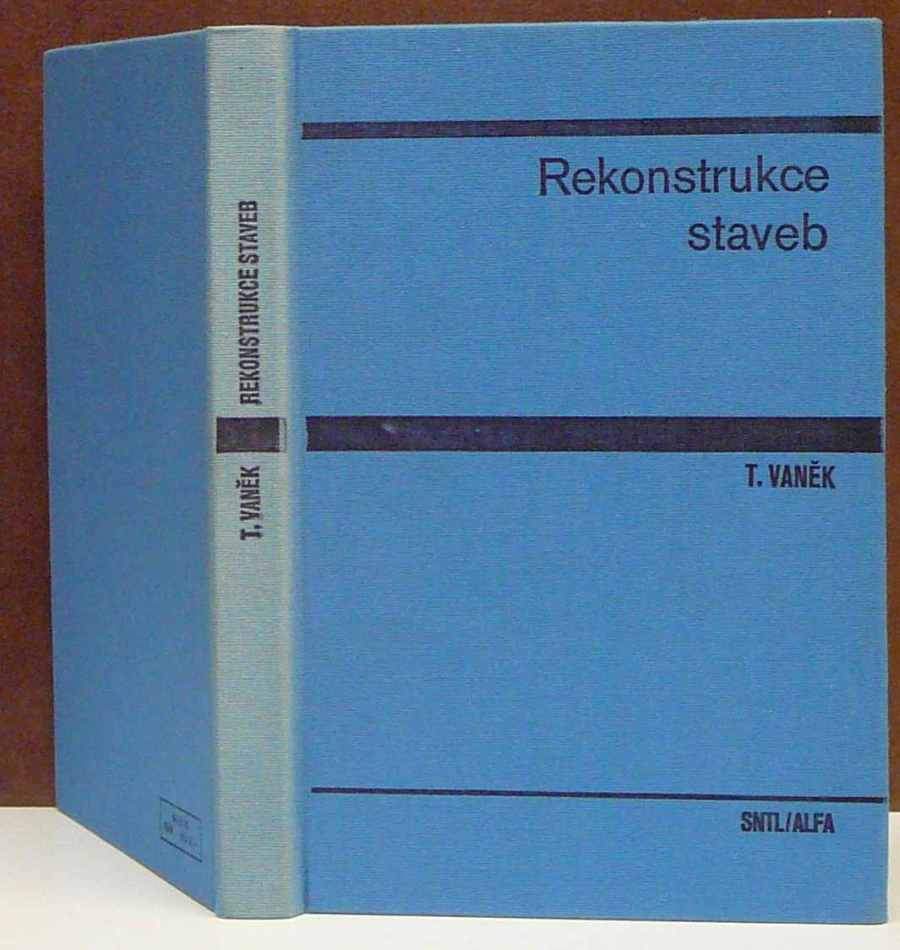 Rekonstrukce
staveb
T. VANĚK
SNTL/ALFA
T. VANĚK REKONSTRUKCE STAVEB